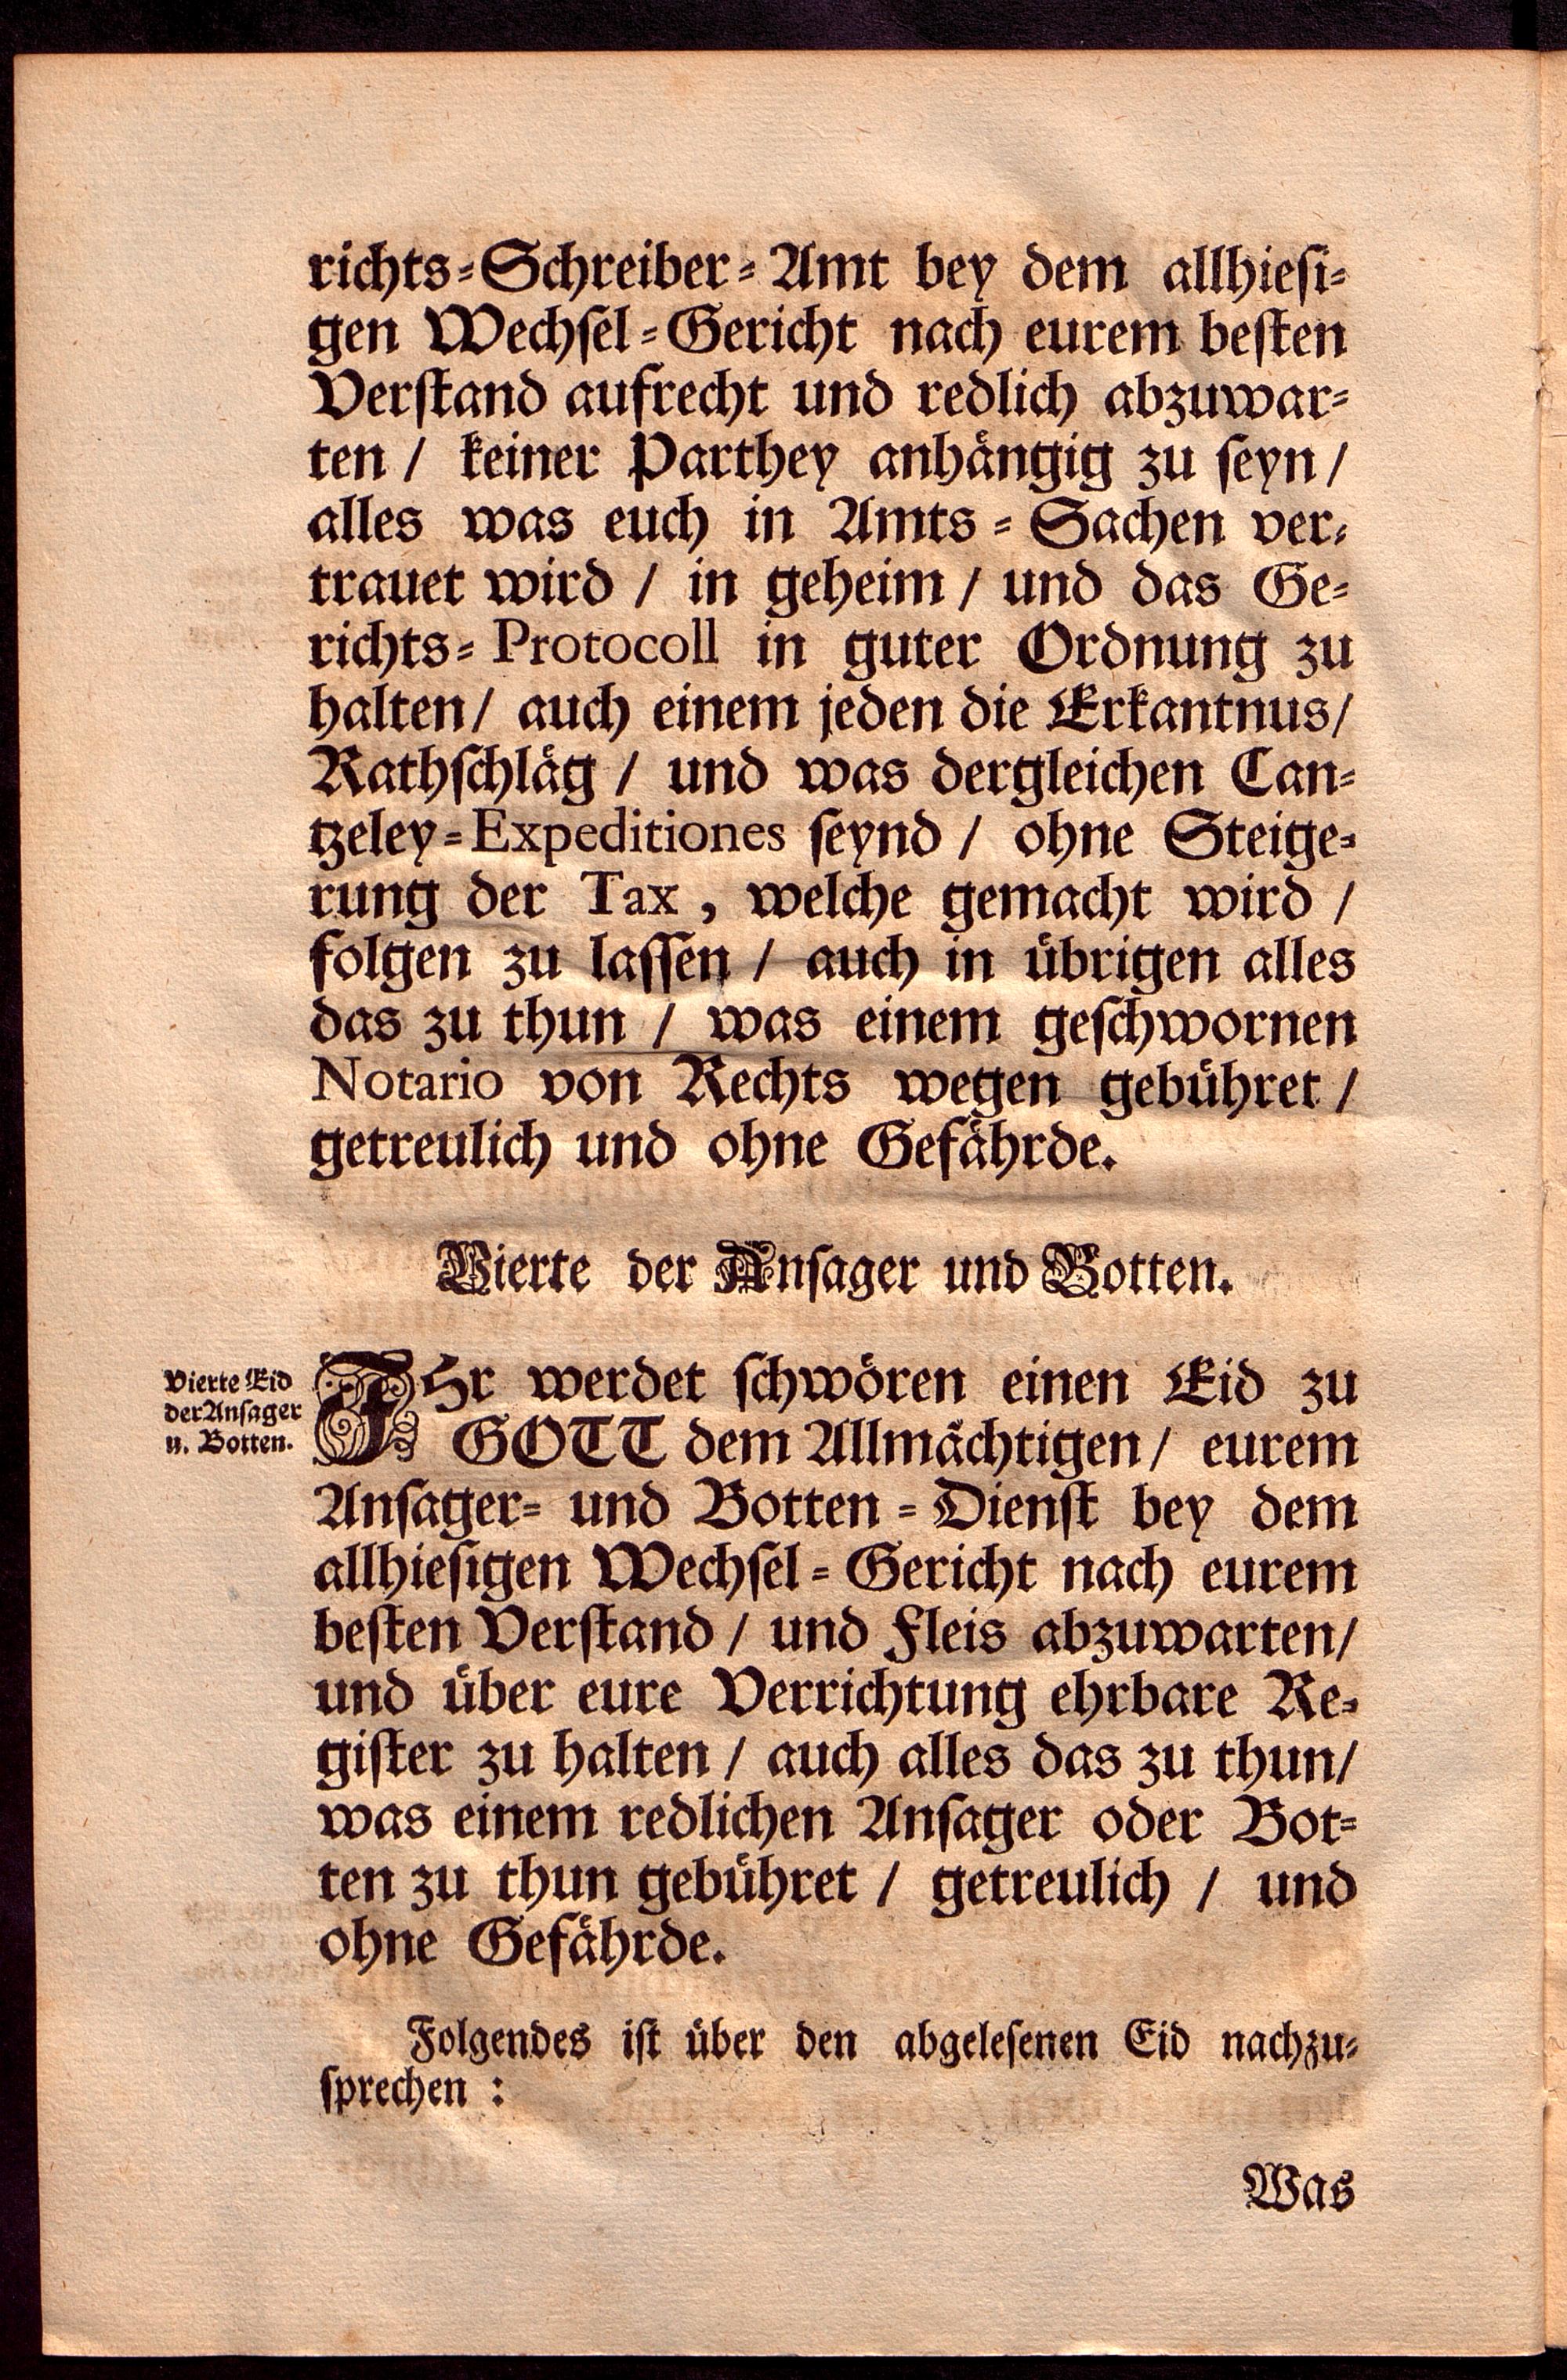 richts-Schreiber-Amt bey dem allhiesi-
gen Wechsel-Gericht nach eurem besten
Verstand aufrecht und redlich abzuwar-
ten / keiner Parthey anhängig zu seyn /
alles was euch in Amts-Sachen ver-
trauet wird / in geheim / und das Ge-
richts-Protocoll in guter Ordnung zu
halten / auch einem jeden die Erkantnus /
Rathschläg / und was dergleichen Can-
tzeley-Expeditiones seynd / ohne Steige-
rung der Tax, welche gemacht wird /
folgen zu lassen / auch in übrigen alles
das zu thun / was einem geschwornen
Notario von Rechts wegen gebühret /
getreulich und ohne Gefährde.
Vierte der Ansager und Botten.
Vierte Eid
der Ansager
u. Botten.
IHr werdet schwören einen Eid zu
GOTT dem Allmächtigen / eurem
Ansager- und Botten-Dienst bey dem
allhiesigen Wechsel-Gericht nach eurem
besten Verstand / und Fleis abzuwarten /
und über eure Verrichtung ehrbare Re-
gister zu halten / auch alles das zu thun /
was einem redlichen Ansager oder Bot-
ten zu thun gebühret / getreulich / und
ohne Gefährde.
Folgendes ist über den abgelesenen Eid nachzu-
sprechen :
Was